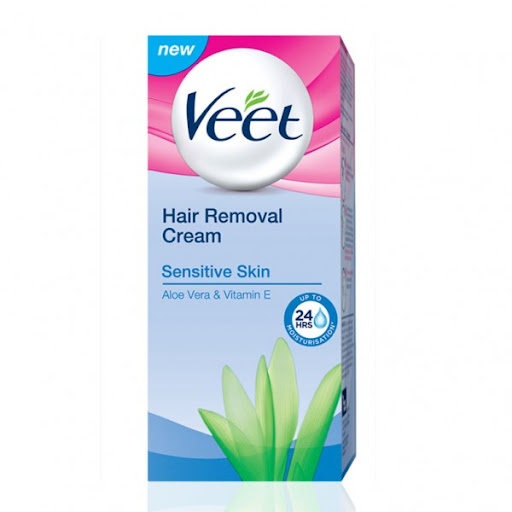 new
Veet
Hair Removal
Cream
Sensitive Skin
Aloe Vera & Vitamin E
UP TO
24
HRS
MOISTURISATION*